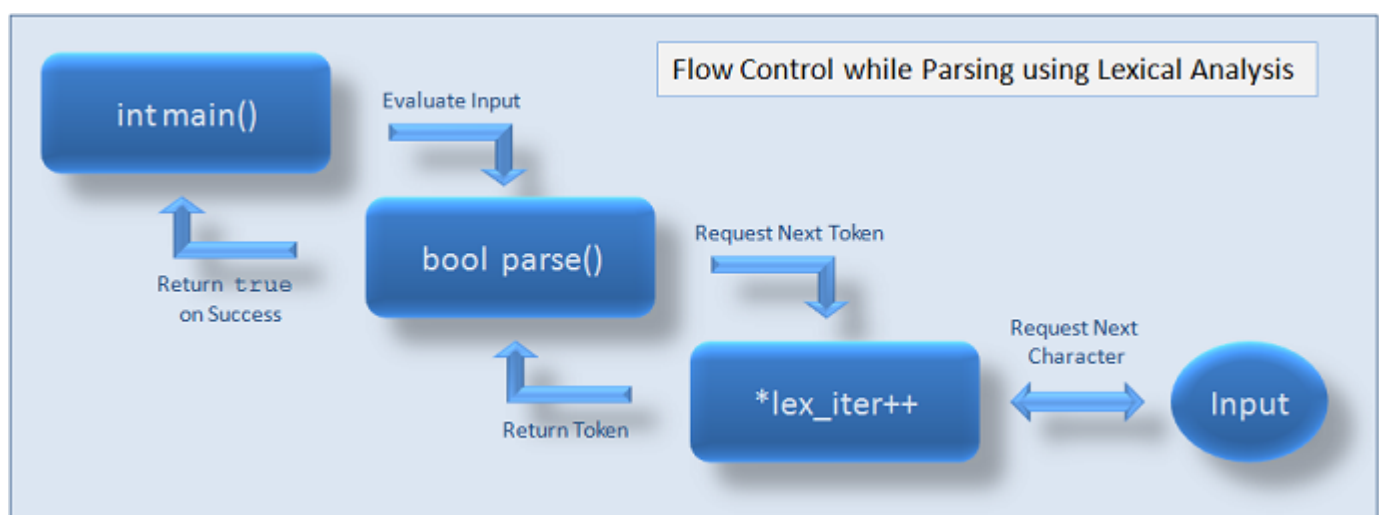 Flow Control while Parsing using Lexical Analysis
int main()
Evaluate Input
Return true
on Success
bool parse()
Request Next Token
Return Token
*lex_iter++
Request Next
Character
Input